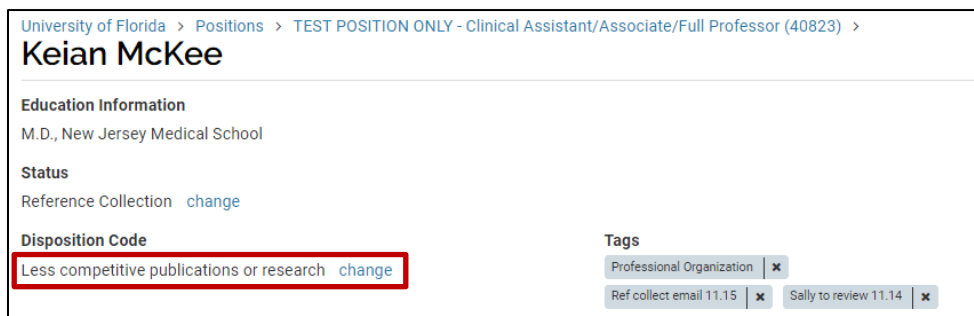 University of Florida > Positions > TEST POSITION ONLY - Clinical Assistant/Associate/Full Professor (40823) >
Keian McKee
Education Information
M.D., New Jersey Medical School
Status
Reference Collection change
Disposition Code
Less competitive publications or research change
Tags
Professional Organization | ×
Ref collect email 11.15 | × Sally to review 11.14 | ×